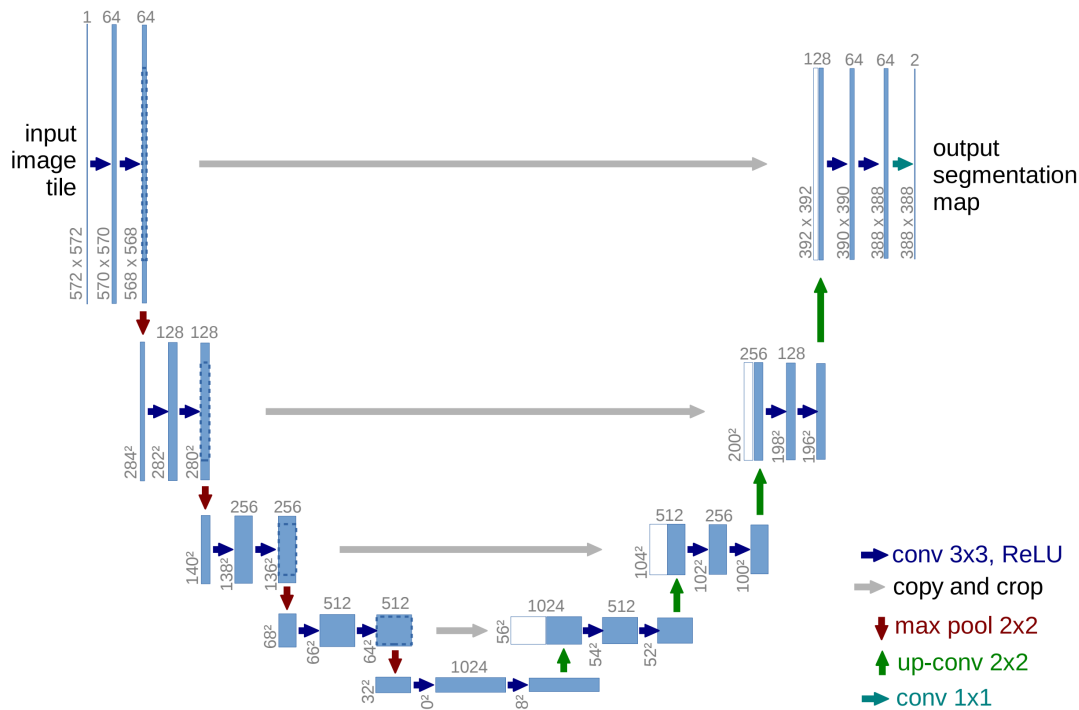 1 64 64
input
image
tile
572 x 572
570 x 570
568 x 568
128 64 64 2
output
segmentation
map
392 x 392
390 x 390
388 x 388
388 x 388
128 128
284²
282²
280²
256 128
200²
198²
196²
256 256
140²
138²
136²
512 256
104²
102²
100²
512 512
68²
66²
64²
1024 512
56²
54²
52²
1024
32²
0²
8²
conv 3x3, ReLU
copy and crop
max pool 2x2
up-conv 2x2
conv 1x1